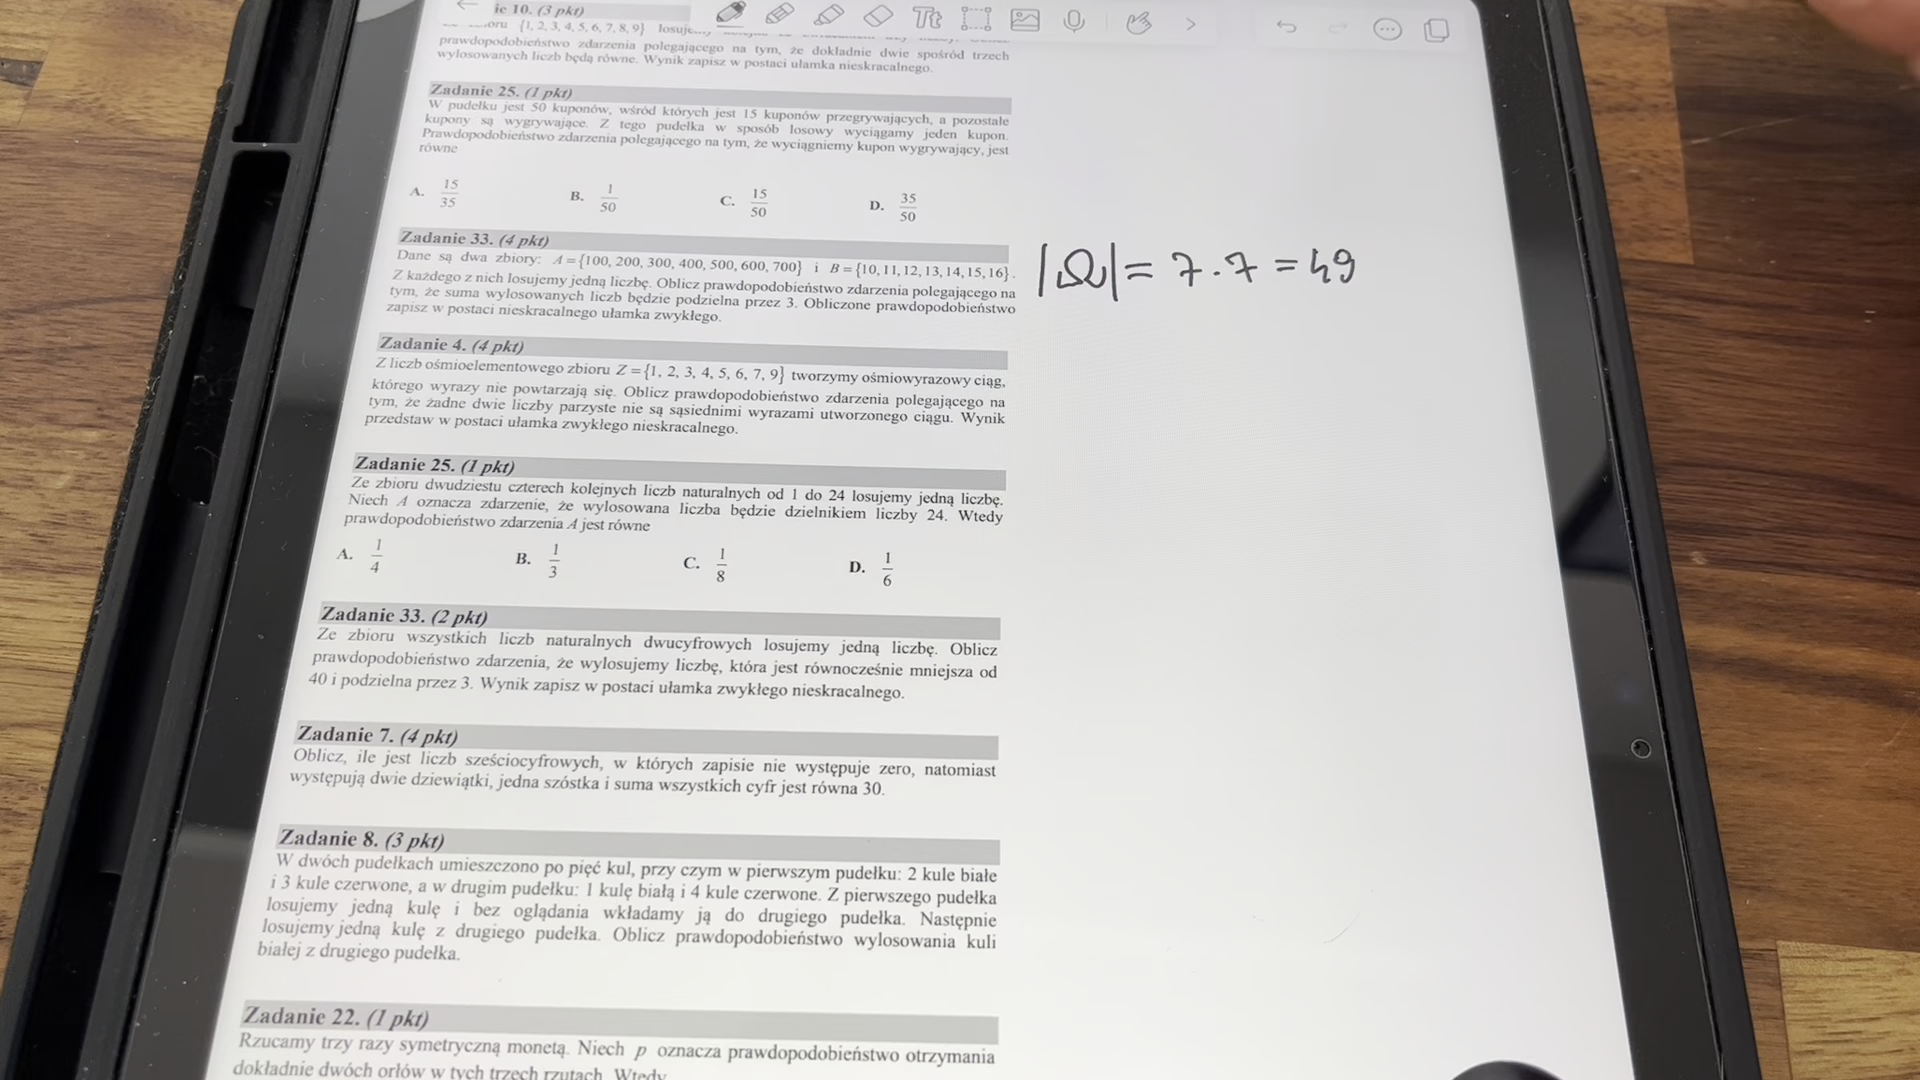 ie 10. (3 pkt)
oru {1, 2, 3, 4, 5, 6, 7, 8, 9} losuje
prawdopodobieństwo zdarzenia polegającego na tym, że dokładnie dwie spośród trzech
wylosowanych liczb będą równe. Wynik zapisz w postaci ułamka nieskracalnego.
Tt
Zadanie 25. (1 pkt)
W pudełku jest 50 kuponów, wśród których jest 15 kuponów przegrywających, a pozostałe
kupony są wygrywające. Z tego pudełka w sposób losowy wyciągamy jeden kupon.
Prawdopodobieństwo zdarzenia polegającego na tym, że wyciągniemy kupon wygrywający, jest
równe
A. 15/35 B. 1/50 C. 15/50 D. 35/50
Zadanie 33. (4 pkt)
Dane są dwa zbiory: A = {100, 200, 300, 400, 500, 600, 700} i B = {10, 11, 12, 13, 14, 15, 16}.
Z każdego z nich losujemy jedną liczbę. Oblicz prawdopodobieństwo zdarzenia polegającego na
tym, że suma wylosowanych liczb będzie podzielna przez 3. Obliczone prawdopodobieństwo
zapisz w postaci nieskracalnego ułamka zwykłego.
|Ω| = 7 · 7 = 49
Zadanie 4. (4 pkt)
Z liczb ośmioelementowego zbioru Z = {1, 2, 3, 4, 5, 6, 7, 9} tworzymy ośmiowyrazowy ciąg,
którego wyrazy nie powtarzają się. Oblicz prawdopodobieństwo zdarzenia polegającego na
tym, że żadne dwie liczby parzyste nie są sąsiednimi wyrazami utworzonego ciągu. Wynik
przedstaw w postaci ułamka zwykłego nieskracalnego.
Zadanie 25. (1 pkt)
Ze zbioru dwudziestu czterech kolejnych liczb naturalnych od 1 do 24 losujemy jedną liczbę.
Niech A oznacza zdarzenie, że wylosowana liczba będzie dzielnikiem liczby 24. Wtedy
prawdopodobieństwo zdarzenia A jest równe
A. 1/4 B. 1/3 C. 1/8 D. 1/6
Zadanie 33. (2 pkt)
Ze zbioru wszystkich liczb naturalnych dwucyfrowych losujemy jedną liczbę. Oblicz
prawdopodobieństwo zdarzenia, że wylosujemy liczbę, która jest równocześnie mniejsza od
40 i podzielna przez 3. Wynik zapisz w postaci ułamka zwykłego nieskracalnego.
Zadanie 7. (4 pkt)
Oblicz, ile jest liczb sześciocyfrowych, w których zapisie nie występuje zero, natomiast
występują dwie dziewiątki, jedna szóstka i suma wszystkich cyfr jest równa 30.
Zadanie 8. (3 pkt)
W dwóch pudełkach umieszczono po pięć kul, przy czym w pierwszym pudełku: 2 kule białe
i 3 kule czerwone, a w drugim pudełku: 1 kulę białą i 4 kule czerwone. Z pierwszego pudełka
losujemy jedną kulę i bez oglądania wkładamy ją do drugiego pudełka. Następnie
losujemy jedną kulę z drugiego pudełka. Oblicz prawdopodobieństwo wylosowania kuli
białej z drugiego pudełka.
Zadanie 22. (1 pkt)
Rzucamy trzy razy symetryczną monetą. Niech p oznacza prawdopodobieństwo otrzymania
dokładnie dwóch orłów w tych trzech rzutach. Wtedy